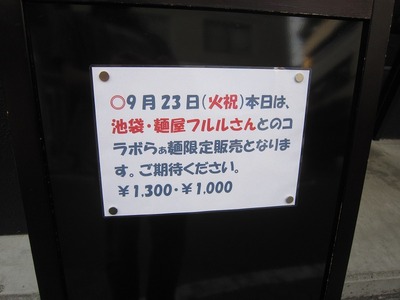 ○9月23日(火祝)本日は、
池袋・麺屋フルルさんとのコ
ラボらぁ麺限定販売となりま
す。ご期待ください。
￥1,300・￥1,000